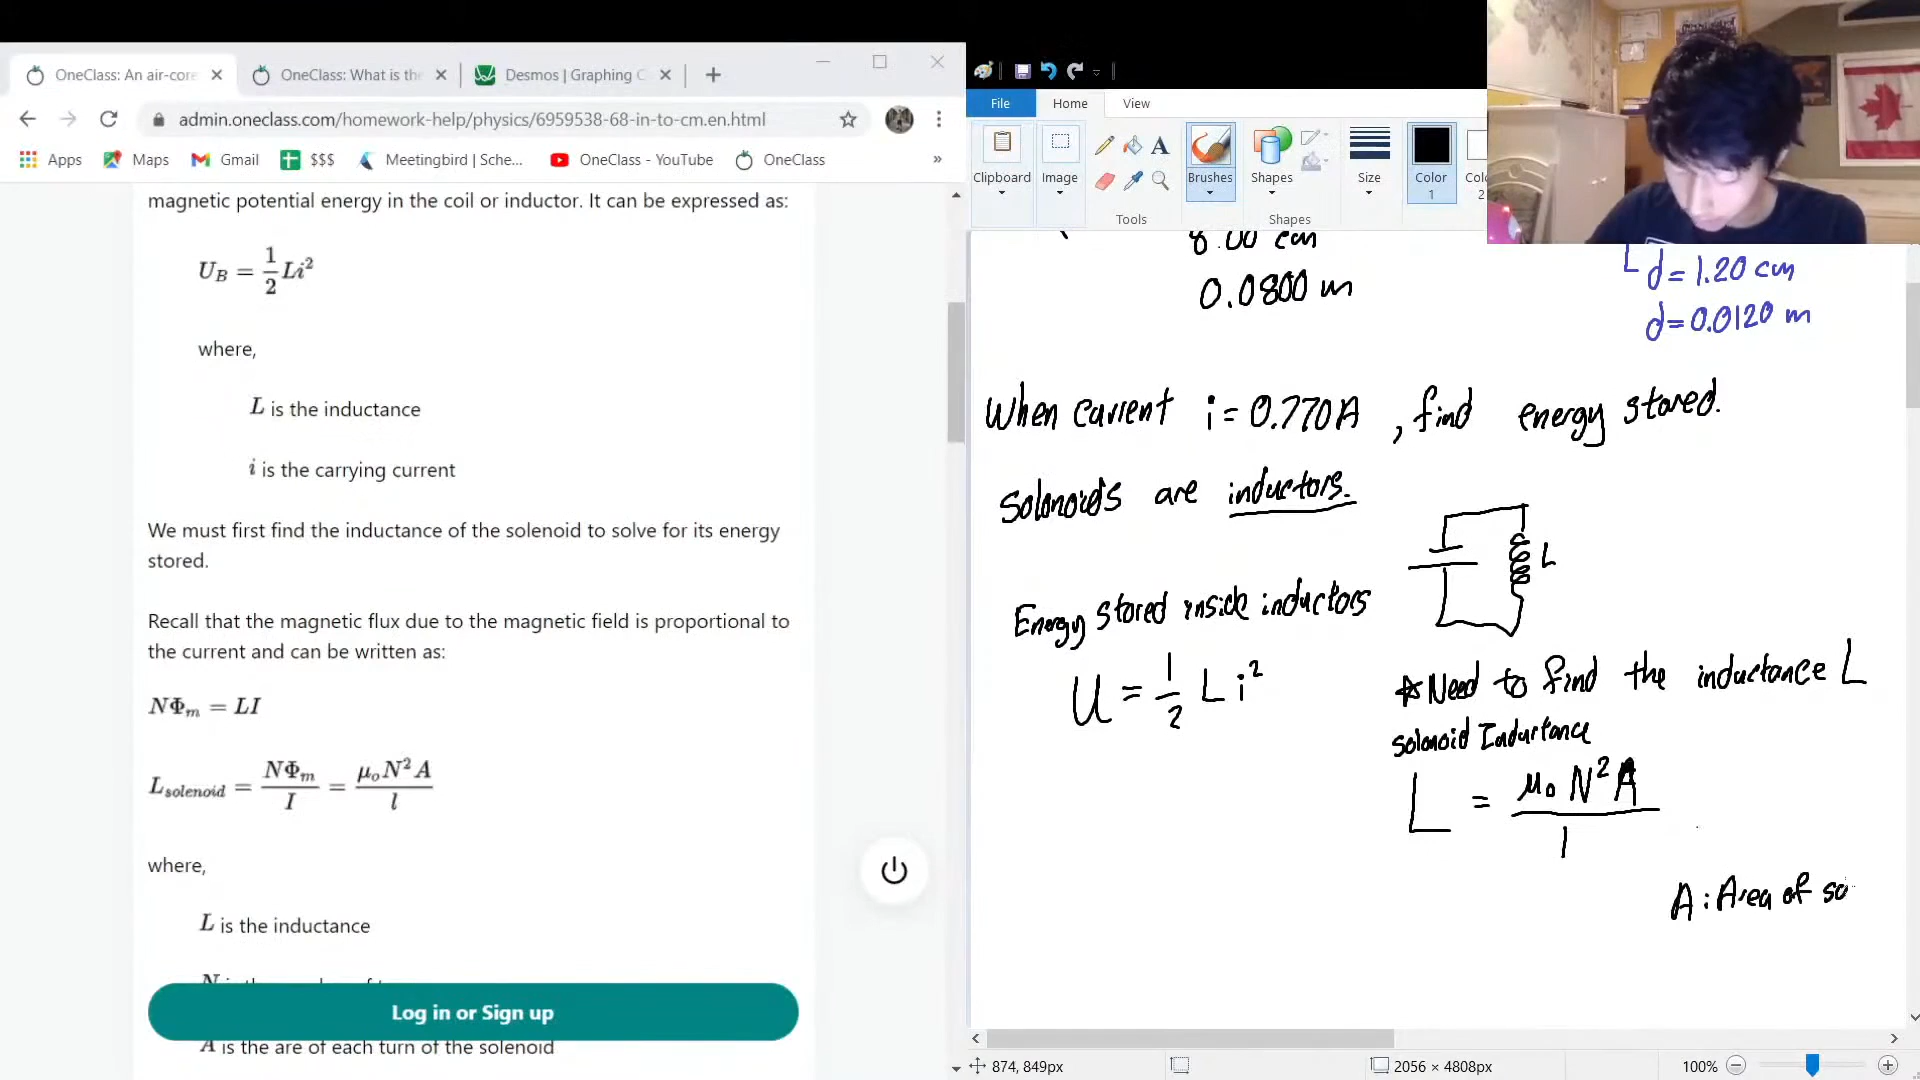 OneClass: An air-core
OneClass: What is the
Desmos | Graphing C
admin.oneclass.com/homework-help/physics/6959538-68-in-to-cm.en.html
Apps
Maps
Gmail
$$$
Meetingbird | Sche...
OneClass - YouTube
OneClass
»
magnetic potential energy in the coil or inductor. It can be expressed as:
U_B = 1/2 Li²
where,
L is the inductance
i is the carrying current
We must first find the inductance of the solenoid to solve for its energy
stored.
Recall that the magnetic flux due to the magnetic field is proportional to
the current and can be written as:
NΦ_m = LI
L_solenoid = NΦ_m / I = μ_o N² A / l
where,
L is the inductance
Log in or Sign up
A is the are of each turn of the solenoid
File
Home
View
Clipboard
Image
Tools
Brushes
Shapes
Shapes
Size
Color
1
2
8.00 cm
0.0800 m
d = 1.20 cm
d = 0.0120 m
When current i = 0.770A , find energy stored.
Solonoids are inductors.
L
Energy stored inside inductors
U = 1/2 L i²
*Need to find the inductance L
solonoid Inductance
L = μ₀ N² A / l
A : Area of so
874, 849px
2056 × 4808px
100%